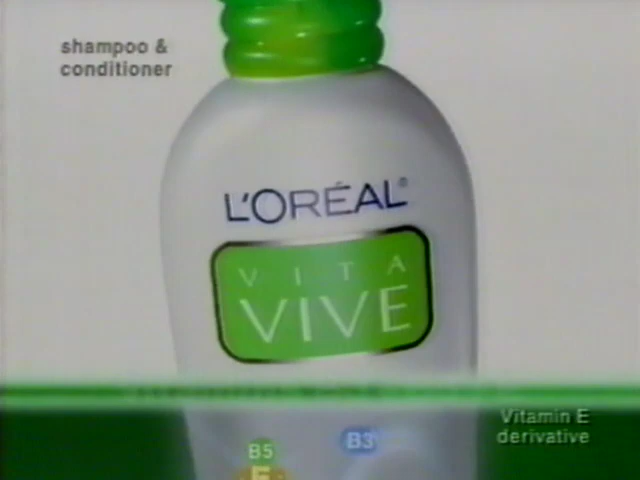 shampoo &
conditioner
L'ORÉAL®
VITA
VIVE
Vitamin E
derivative
B3
B5
E